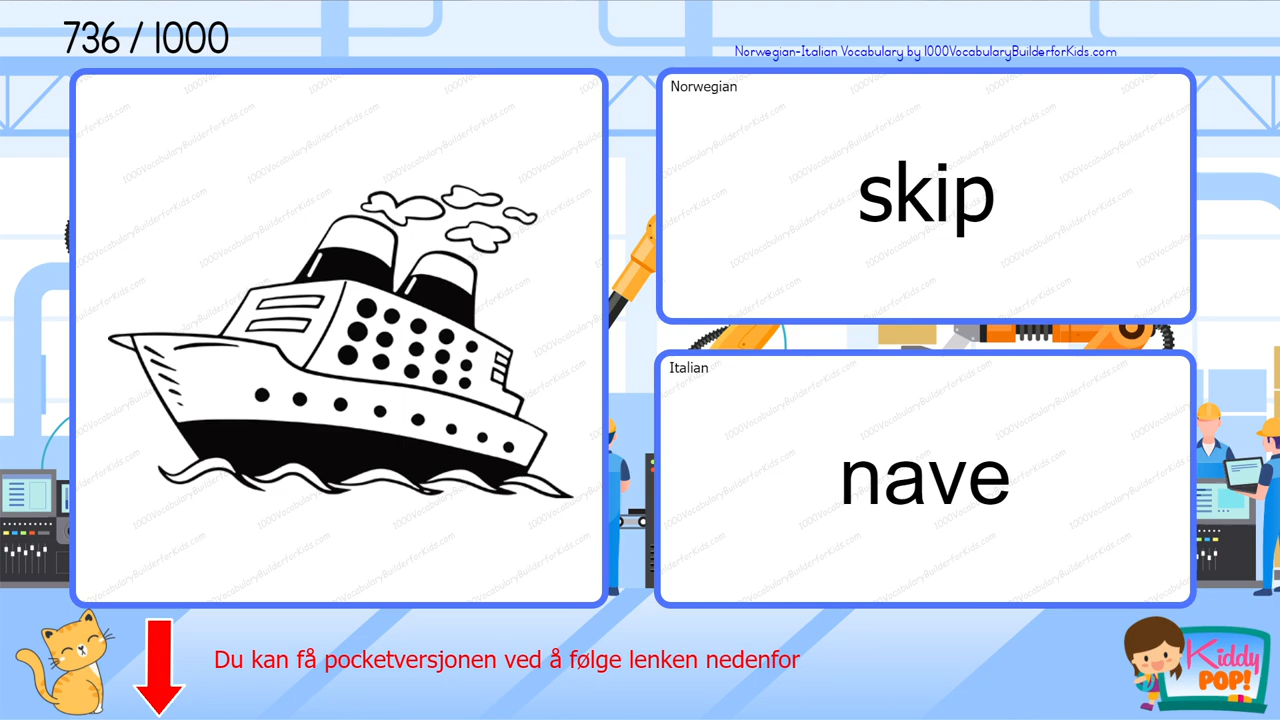 736 / 1000
Norwegian-Italian Vocabulary by 1000VocabularyBuilderforKids.com
Norwegian
skip
Italian
nave
Du kan få pocketversjonen ved å følge lenken nedenfor
Kiddy
POP!